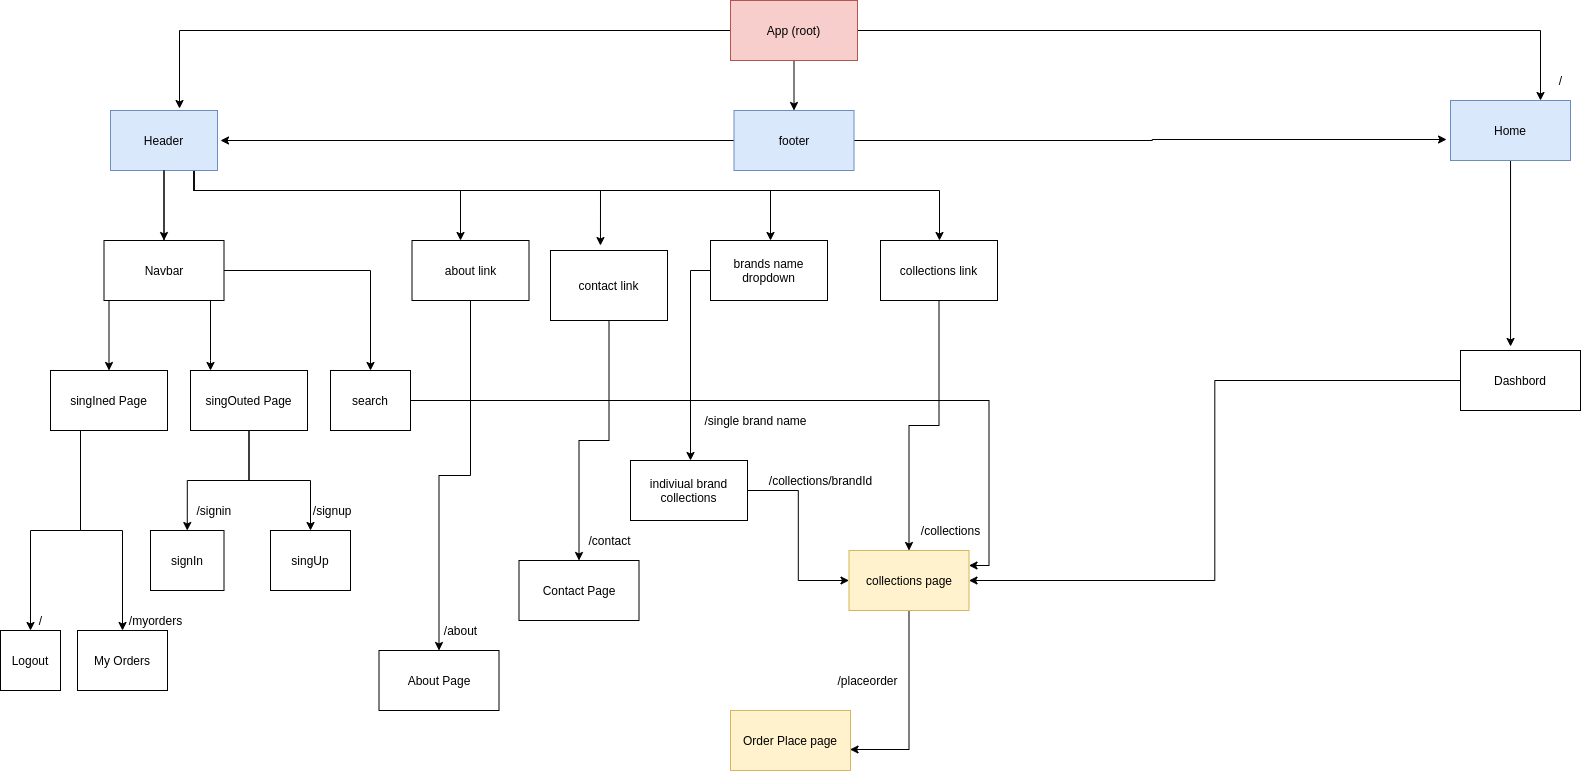 App (root)
/
Header
footer
Home
Navbar
about link
contact link
brands name
dropdown
collections link
singIned Page
singOuted Page
search
Dashbord
/single brand name
indiviual brand
collections
/collections/brandId
/signin
/signup
/contact
/collections
signIn
singUp
Contact Page
collections page
/
/myorders
/about
Logout
My Orders
About Page
/placeorder
Order Place page